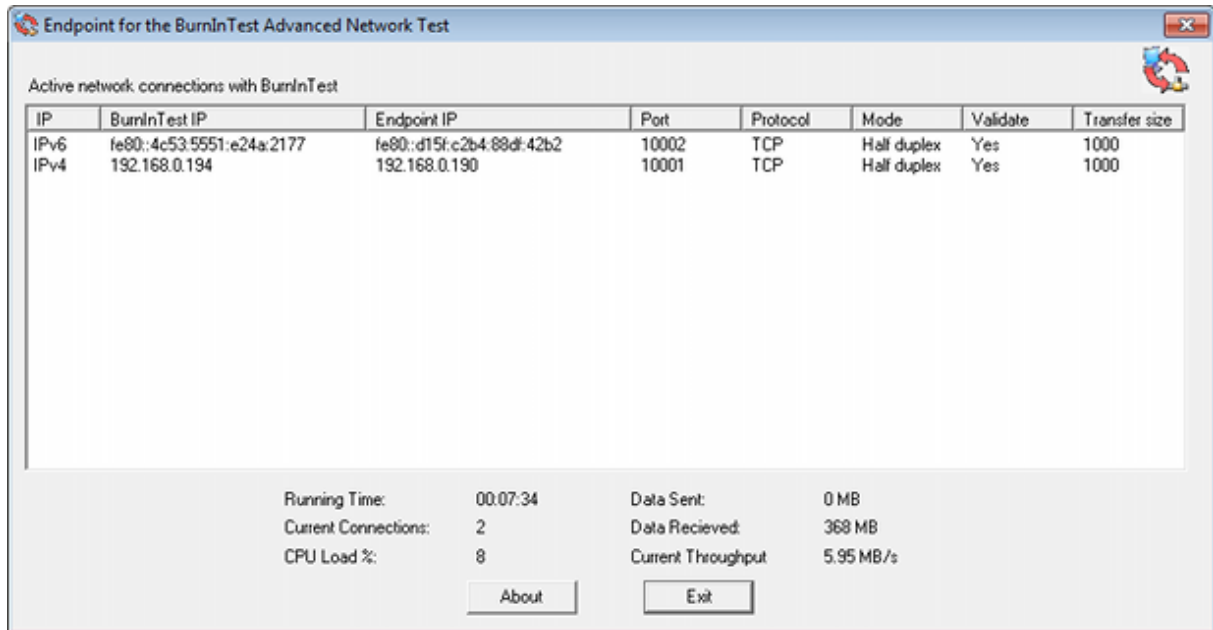 Endpoint for the BurnInTest Advanced Network Test
Active network connections with BurnInTest
IP BurnInTest IP Endpoint IP Port Protocol Mode Validate Transfer size
IPv6 fe80::4c53:5551:e24a:2177 fe80::d15f:c2b4:88df:42b2 10002 TCP Half duplex Yes 1000
IPv4 192.168.0.194 192.168.0.190 10001 TCP Half duplex Yes 1000
Running Time: 00:07:34 Data Sent: 0 MB
Current Connections: 2 Data Recieved: 368 MB
CPU Load %: 8 Current Throughput 5.95 MB/s
About Exit